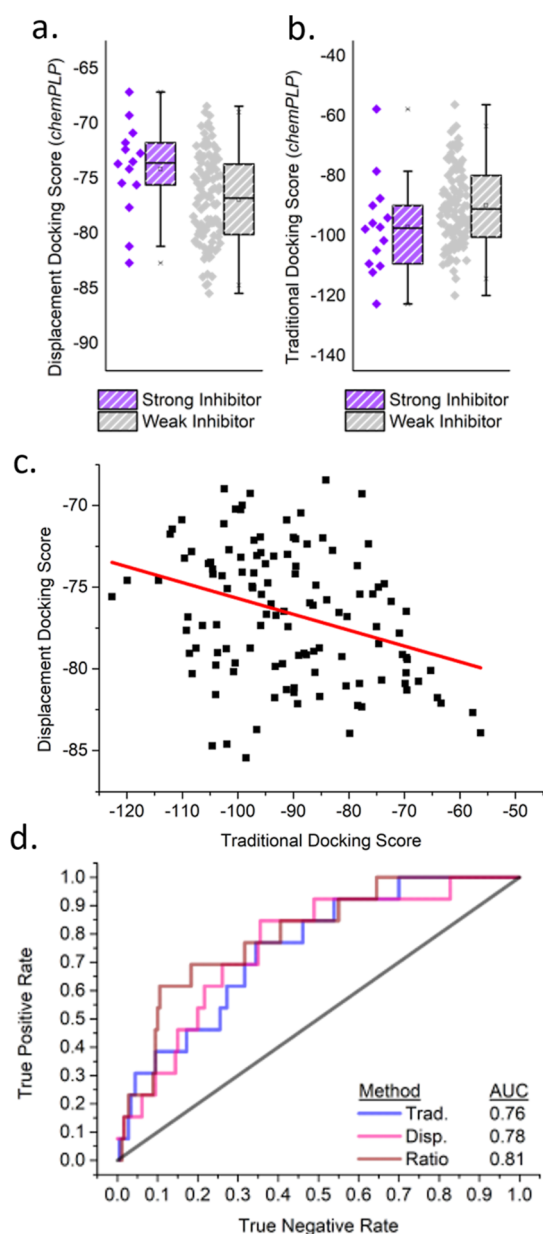 a.
Displacement Docking Score (chemPLP)
-65
-70
-75
-80
-85
-90
Strong Inhibitor
Weak Inhibitor
b.
Traditional Docking Score (chemPLP)
-40
-60
-80
-100
-120
-140
Strong Inhibitor
Weak Inhibitor
c.
Displacement Docking Score
-70
-75
-80
-85
-120 -110 -100 -90 -80 -70 -60 -50
Traditional Docking Score
d.
True Positive Rate
1.0
0.9
0.8
0.7
0.6
0.5
0.4
0.3
0.2
0.1
0.0
Method AUC
Trad. 0.76
Disp. 0.78
Ratio 0.81
0.0 0.1 0.2 0.3 0.4 0.5 0.6 0.7 0.8 0.9 1.0
True Negative Rate